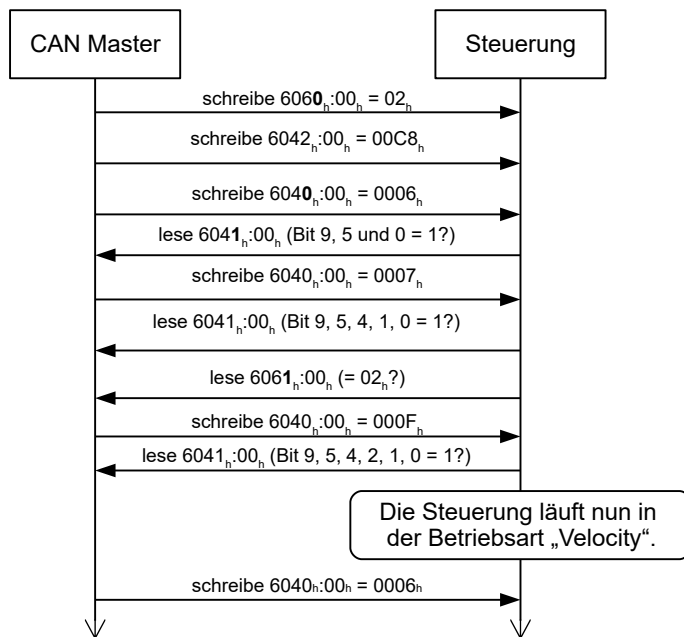 CAN Master
Steuerung
schreibe 6060h:00h = 02h
schreibe 6042h:00h = 00C8h
schreibe 6040h:00h = 0006h
lese 6041h:00h (Bit 9, 5 und 0 = 1?)
schreibe 6040h:00h = 0007h
lese 6041h:00h (Bit 9, 5, 4, 1, 0 = 1?)
lese 6061h:00h (= 02h?)
schreibe 6040h:00h = 000Fh
lese 6041h:00h (Bit 9, 5, 4, 2, 1, 0 = 1?)
Die Steuerung läuft nun in
der Betriebsart „Velocity“.
schreibe 6040h:00h = 0006h